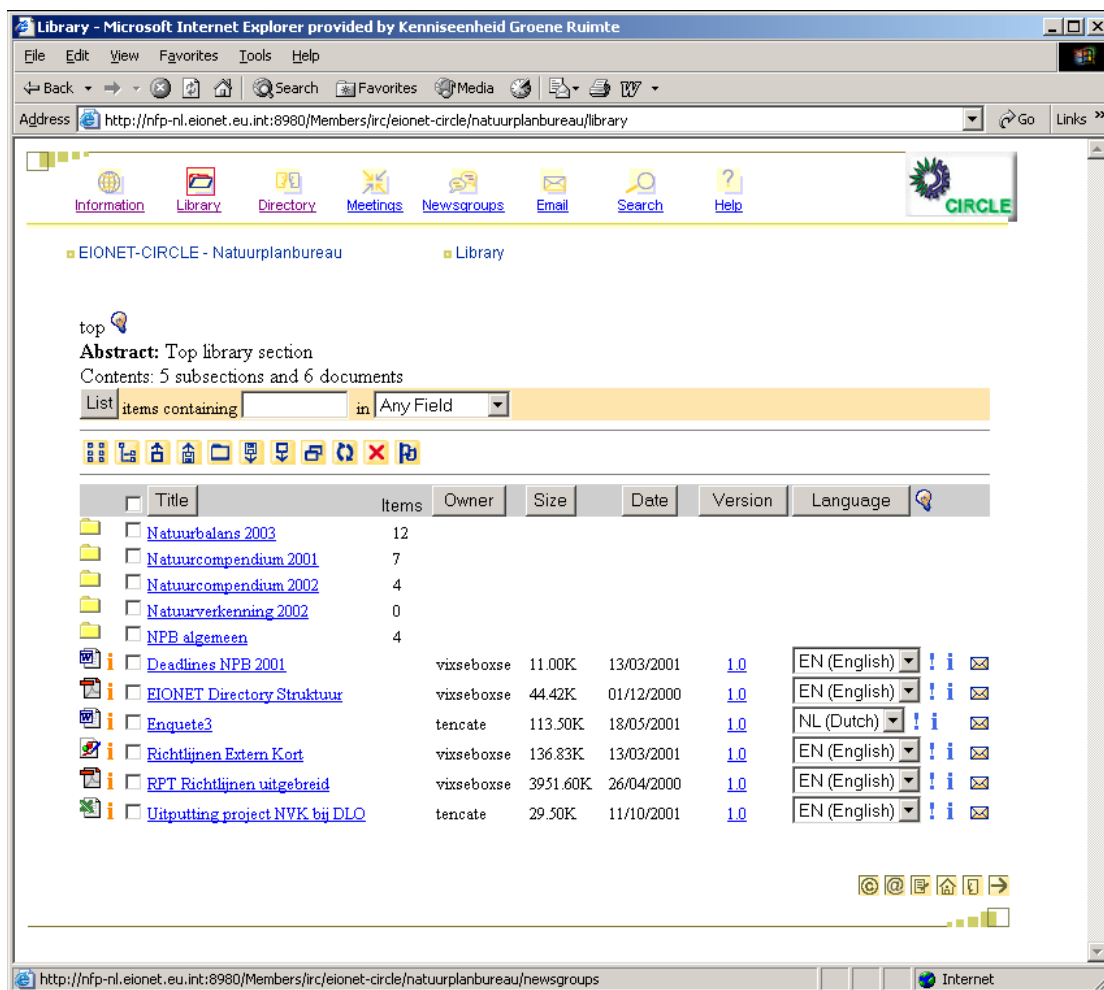 Library - Microsoft Internet Explorer provided by Kenniseenheid Groene Ruimte
File Edit View Favorites Tools Help
Back Search Favorites Media
Address http://nfp-nl.eionet.eu.int:8980/Members/irc/eionet-circle/natuurplanbureau/library Go Links »
Information Library Directory Meetings Newsgroups Email Search Help
CIRCLE
EIONET-CIRCLE - Natuurplanbureau Library
top
Abstract: Top library section
Contents: 5 subsections and 6 documents
List items containing in Any Field
Title Items Owner Size Date Version Language
Natuurbalans 2003 12
Natuurcompendium 2001 7
Natuurcompendium 2002 4
Natuurverkenning 2002 0
NPB algemeen 4
Deadlines NPB 2001 vixseboxse 11.00K 13/03/2001 1.0 EN (English) ! i
EIONET Directory Struktuur vixseboxse 44.42K 01/12/2000 1.0 EN (English) ! i
Enquete3 tencate 113.50K 18/05/2001 1.0 NL (Dutch) ! i
Richtlijnen Extern Kort vixseboxse 136.83K 13/03/2001 1.0 EN (English) ! i
RPT Richtlijnen uitgebreid vixseboxse 3951.60K 26/04/2000 1.0 EN (English) ! i
Uitputting project NVK bij DLO tencate 29.50K 11/10/2001 1.0 EN (English) ! i
http://nfp-nl.eionet.eu.int:8980/Members/irc/eionet-circle/natuurplanbureau/newsgroups Internet